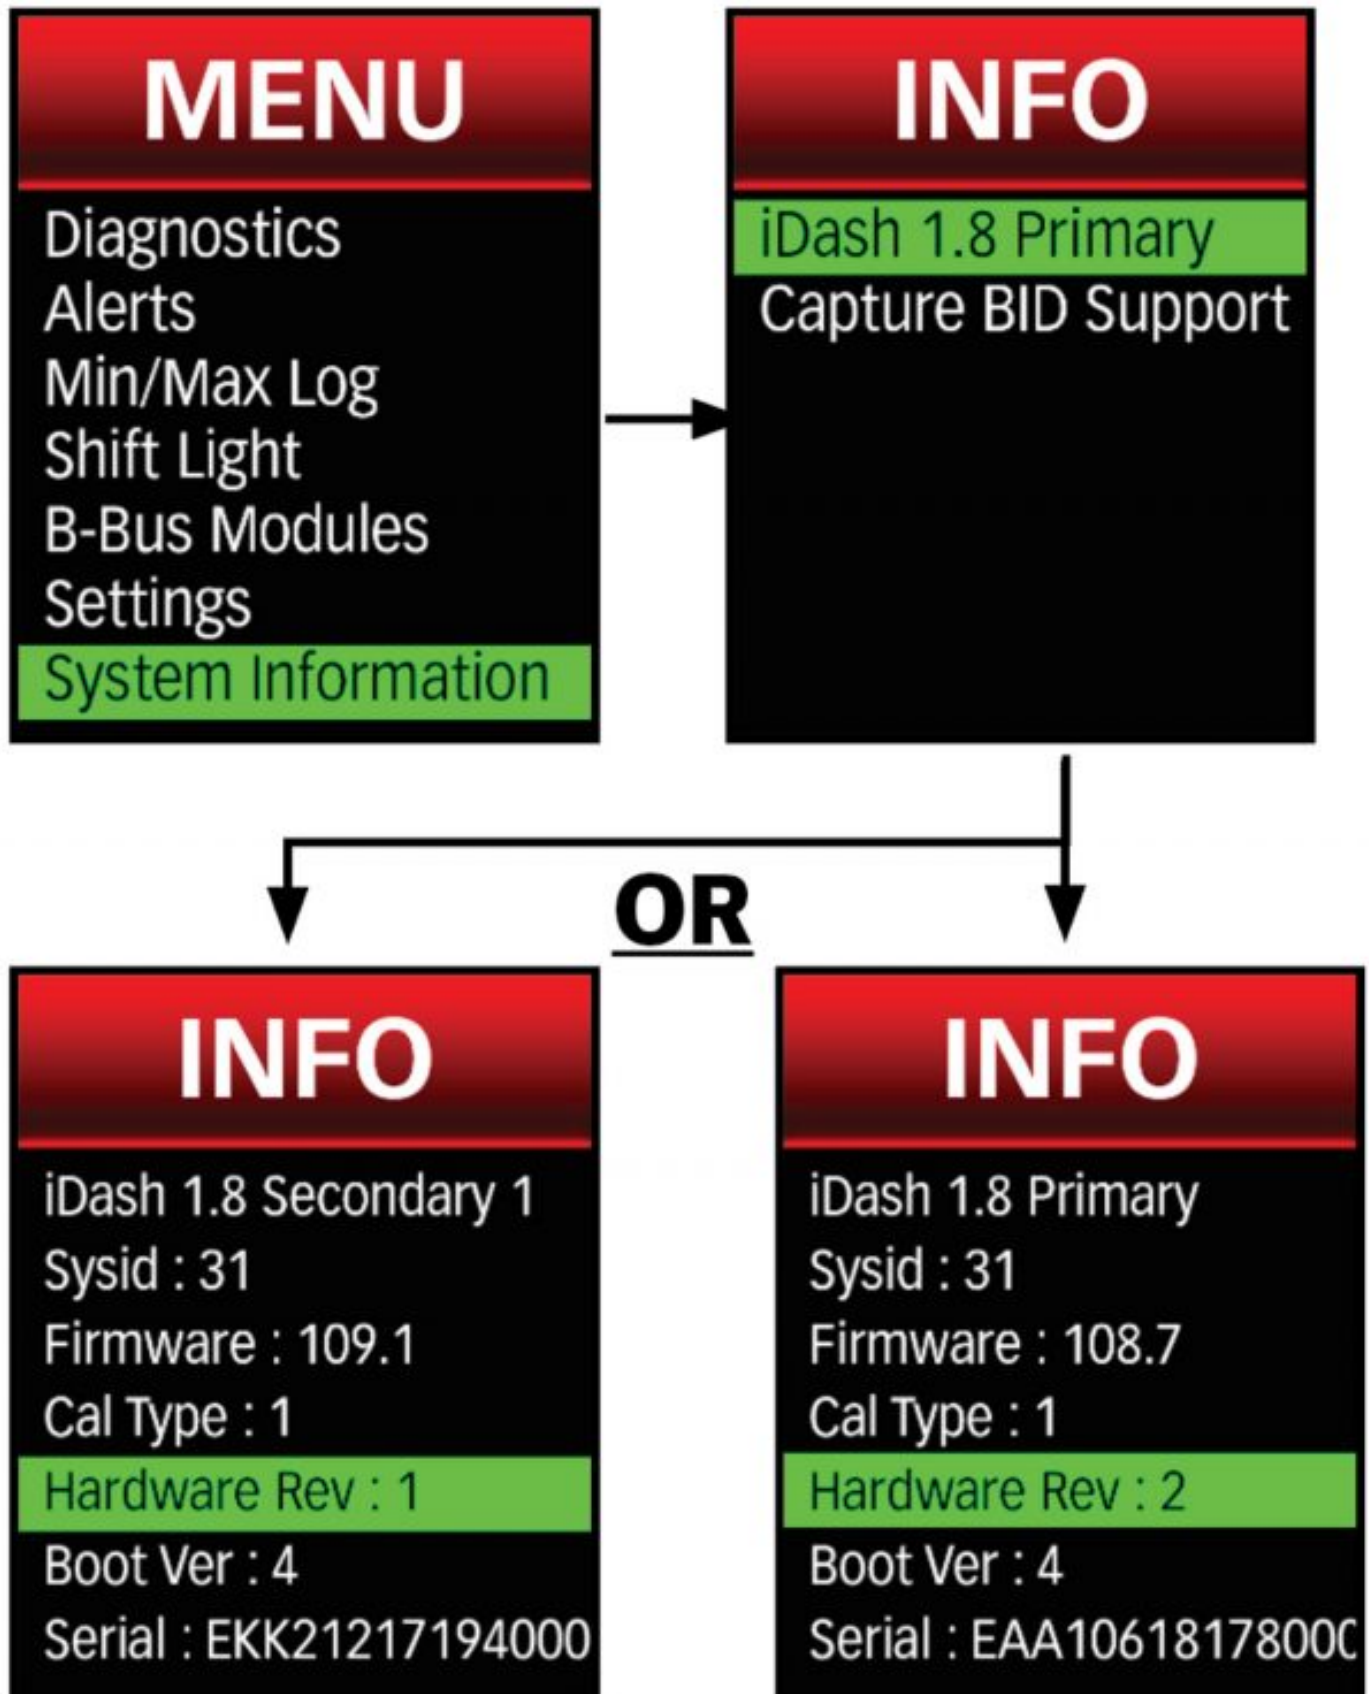 MENU
Diagnostics
Alerts
Min/Max Log
Shift Light
B-Bus Modules
Settings
System Information
INFO
iDash 1.8 Primary
Capture BID Support
OR
INFO
iDash 1.8 Secondary 1
Sysid : 31
Firmware : 109.1
Cal Type : 1
Hardware Rev : 1
Boot Ver : 4
Serial : EKK21217194000
INFO
iDash 1.8 Primary
Sysid : 31
Firmware : 108.7
Cal Type : 1
Hardware Rev : 2
Boot Ver : 4
Serial : EAA10618178000